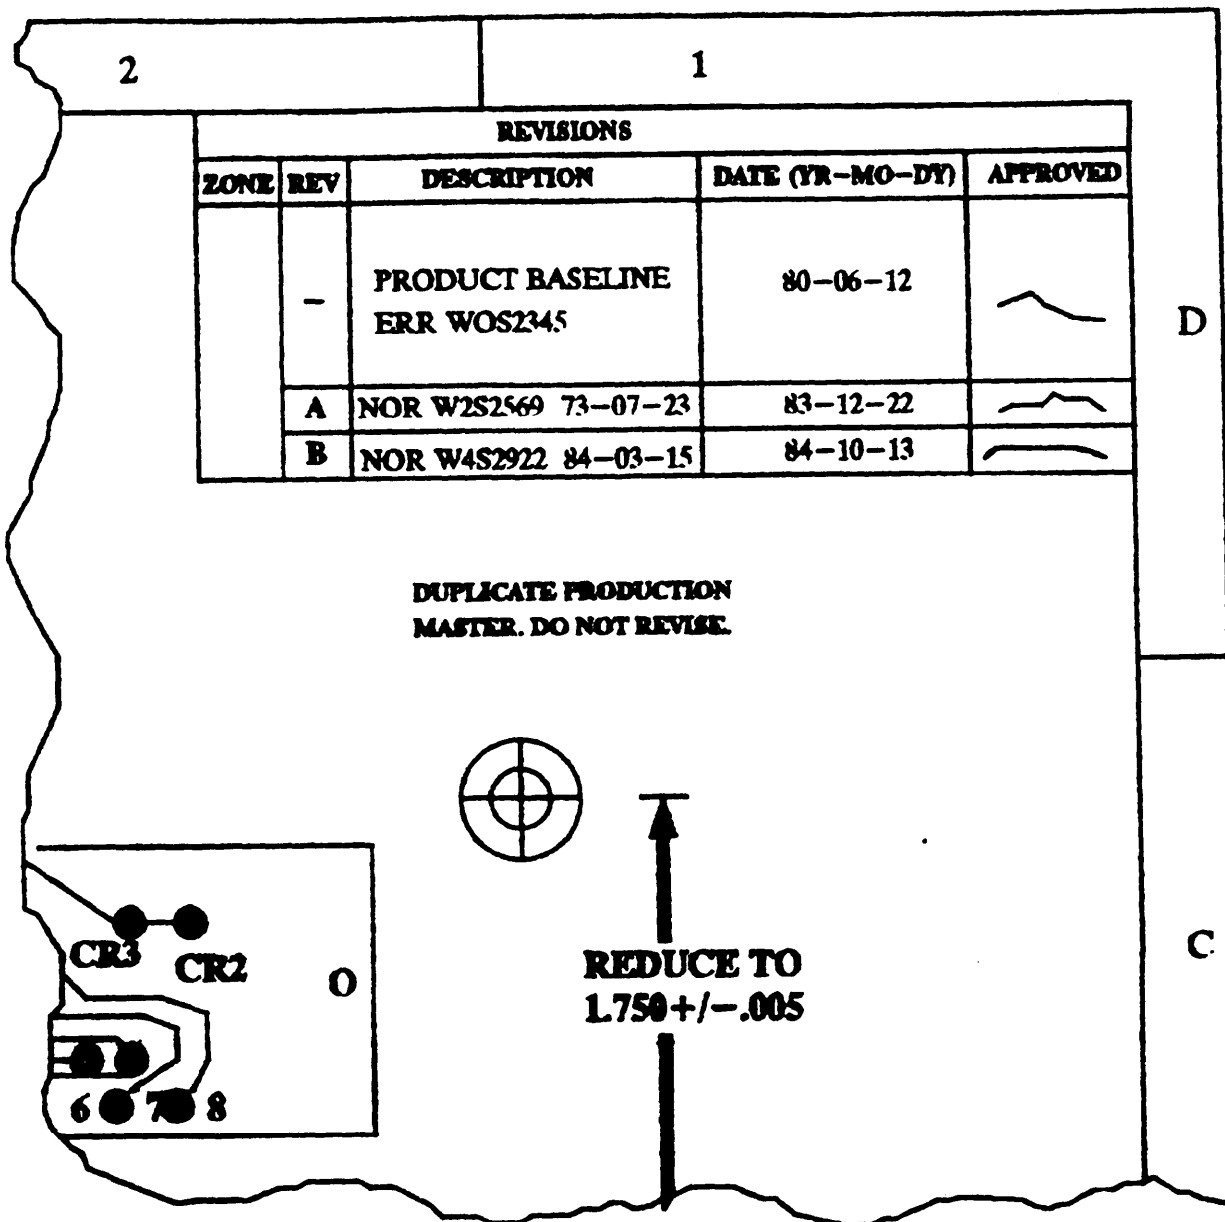 2
1
REVISIONS
ZONE REV DESCRIPTION DATE (YR-MO-DY) APPROVED
- PRODUCT BASELINE 80-06-12
ERR WOS2345
A NOR W2S2569 73-07-23 83-12-22
B NOR W4S2922 84-03-15 84-10-13
D
DUPLICATE PRODUCTION
MASTER. DO NOT REVISE.
CR3 CR2 O
REDUCE TO
1.750+/-.005
C
6 7 8